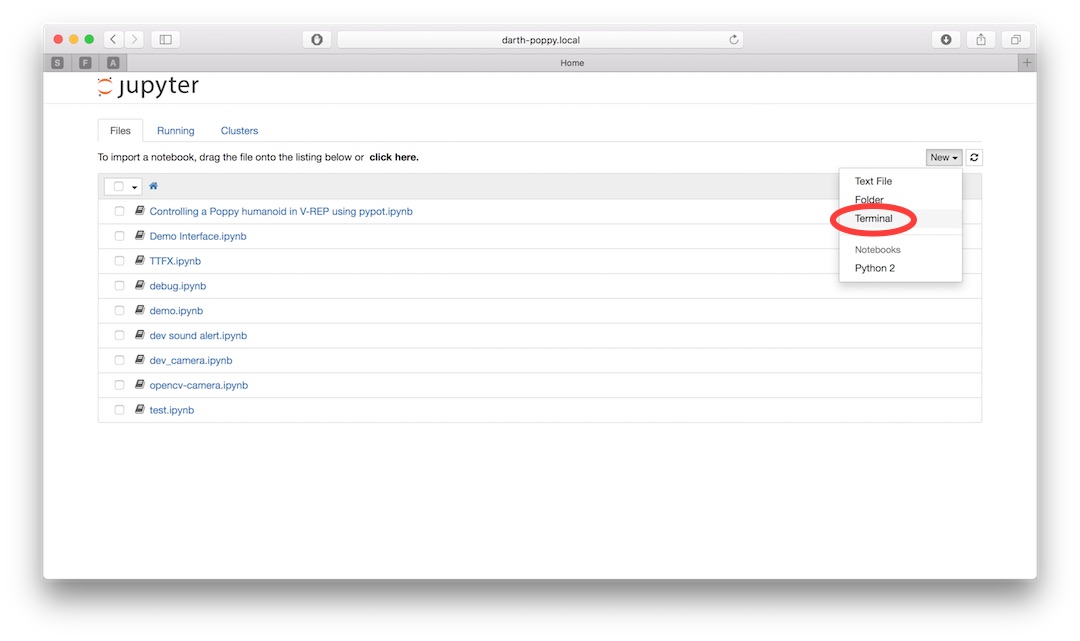 darth-poppy.local
S F A Home
jupyter
Files Running Clusters
To import a notebook, drag the file onto the listing below or click here.
New
Text File
Folder
Terminal
Notebooks
Python 2
Controlling a Poppy humanoid in V-REP using pypot.ipynb
Demo Interface.ipynb
TTFX.ipynb
debug.ipynb
demo.ipynb
dev sound alert.ipynb
dev_camera.ipynb
opencv-camera.ipynb
test.ipynb